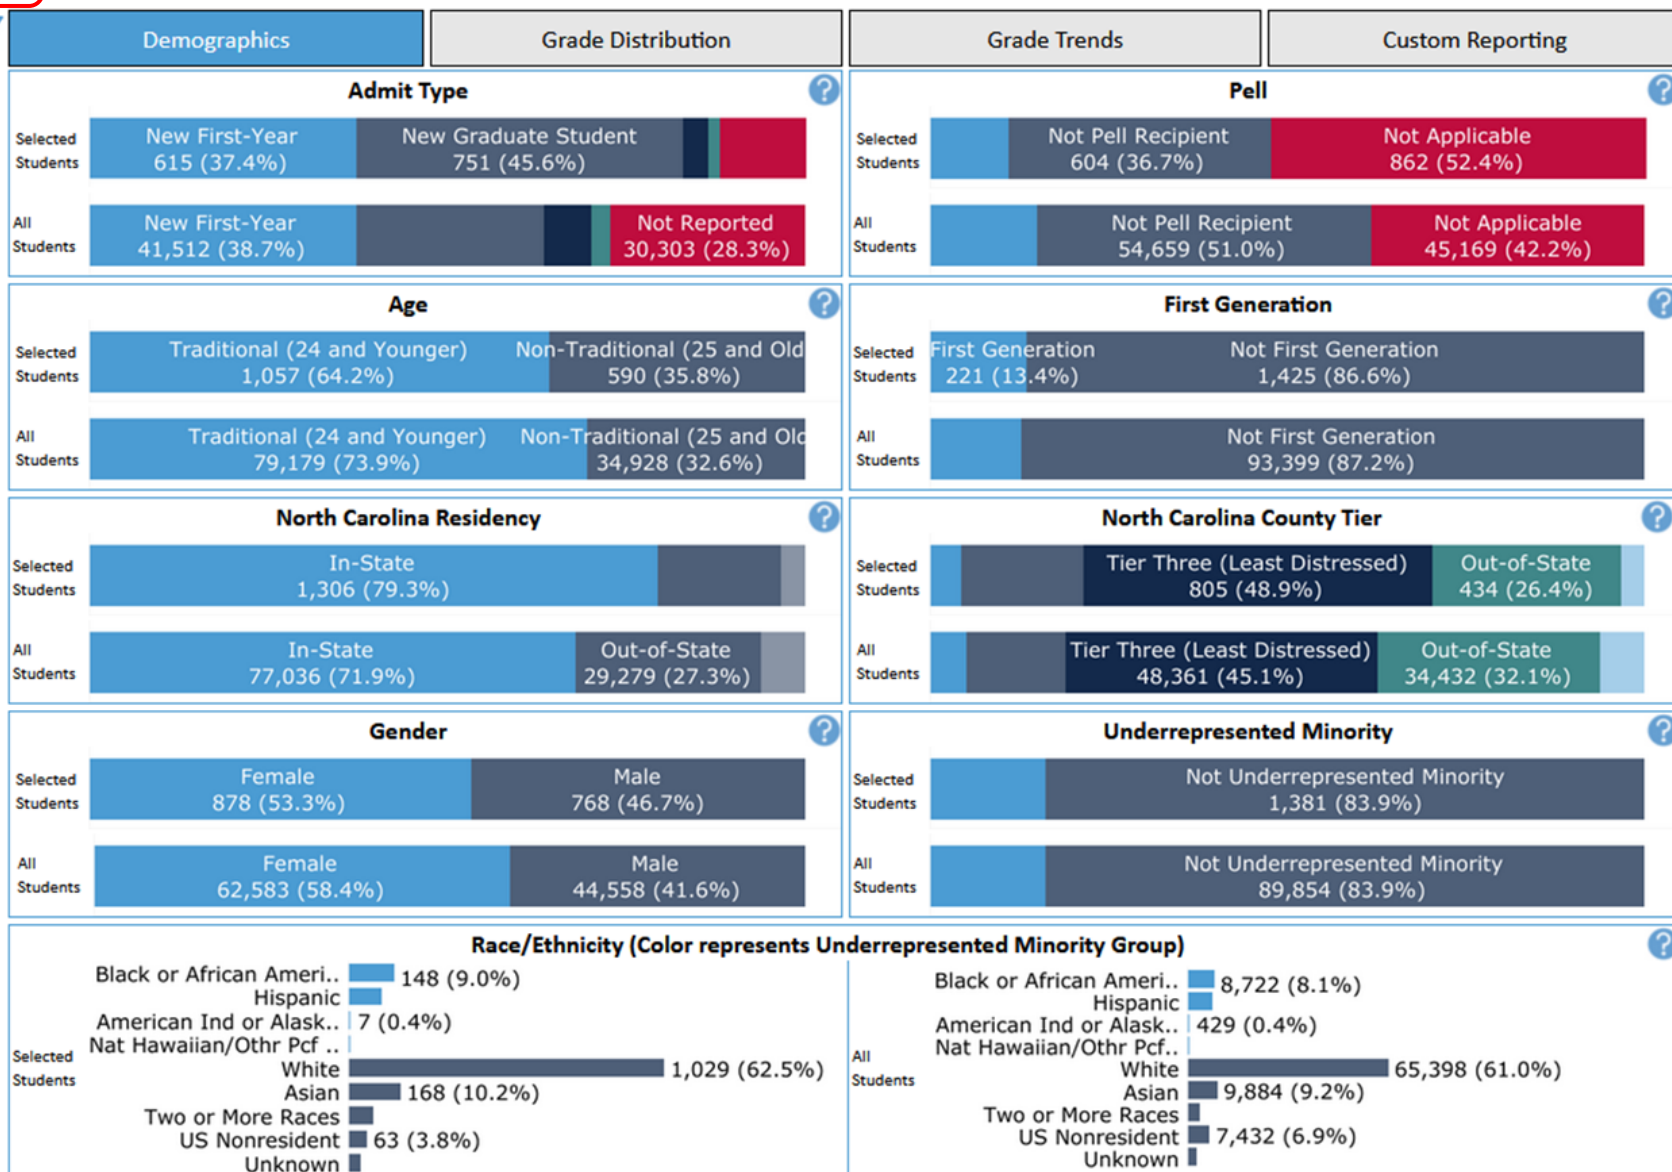 Demographics
Grade Distribution
Grade Trends
Custom Reporting
Admit Type
?
Selected
Students
New First-Year
615 (37.4%)
New Graduate Student
751 (45.6%)
All
Students
New First-Year
41,512 (38.7%)
Not Reported
30,303 (28.3%)
Pell
?
Selected
Students
Not Pell Recipient
604 (36.7%)
Not Applicable
862 (52.4%)
All
Students
Not Pell Recipient
54,659 (51.0%)
Not Applicable
45,169 (42.2%)
Age
?
Selected
Students
Traditional (24 and Younger)
1,057 (64.2%)
Non-Traditional (25 and Old
590 (35.8%)
All
Students
Traditional (24 and Younger)
79,179 (73.9%)
Non-Traditional (25 and Old
34,928 (32.6%)
First Generation
?
Selected
Students
First Generation
221 (13.4%)
Not First Generation
1,425 (86.6%)
All
Students
Not First Generation
93,399 (87.2%)
North Carolina Residency
?
Selected
Students
In-State
1,306 (79.3%)
All
Students
In-State
77,036 (71.9%)
Out-of-State
29,279 (27.3%)
North Carolina County Tier
?
Selected
Students
Tier Three (Least Distressed)
805 (48.9%)
Out-of-State
434 (26.4%)
All
Students
Tier Three (Least Distressed)
48,361 (45.1%)
Out-of-State
34,432 (32.1%)
Gender
?
Selected
Students
Female
878 (53.3%)
Male
768 (46.7%)
All
Students
Female
62,583 (58.4%)
Male
44,558 (41.6%)
Underrepresented Minority
?
Selected
Students
Not Underrepresented Minority
1,381 (83.9%)
All
Students
Not Underrepresented Minority
89,854 (83.9%)
Race/Ethnicity (Color represents Underrepresented Minority Group)
?
Selected
Students
Black or African Ameri.. 148 (9.0%)
Hispanic
American Ind or Alask.. 7 (0.4%)
Nat Hawaiian/Othr Pcf ..
White 1,029 (62.5%)
Asian 168 (10.2%)
Two or More Races
US Nonresident 63 (3.8%)
Unknown
All
Students
Black or African Ameri.. 8,722 (8.1%)
Hispanic
American Ind or Alask.. 429 (0.4%)
Nat Hawaiian/Othr Pcf..
White 65,398 (61.0%)
Asian 9,884 (9.2%)
Two or More Races
US Nonresident 7,432 (6.9%)
Unknown